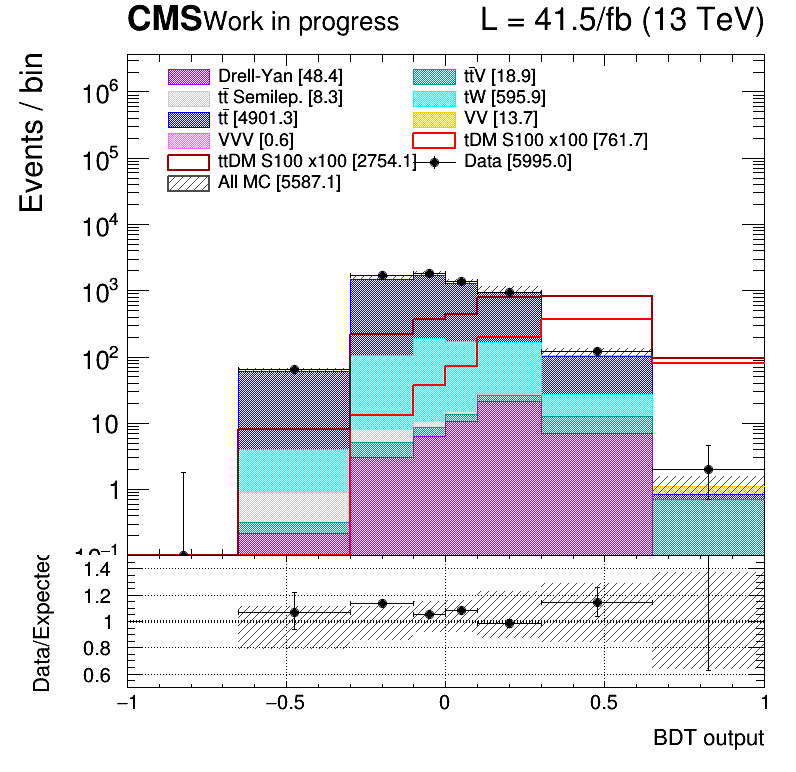 CMS Work in progress L = 41.5/fb (13 TeV)
Events / bin
Drell-Yan [48.4] tt̄V [18.9]
tt̄ Semilep. [8.3] tW [595.9]
tt̄ [4901.3] VV [13.7]
VVV [0.6] tDM S100 x100 [761.7]
ttDM S100 x100 [2754.1] Data [5995.0]
All MC [5587.1]
10⁶
10⁵
10⁴
10³
10²
10
1
10⁻¹
Data/Expected
1.4
1.2
1
0.8
0.6
−1 −0.5 0 0.5 1
BDT output